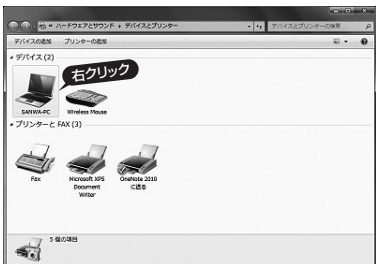 « ハードウェアとサウンド ▸ デバイスとプリンター
デバイスとプリンターの検索
デバイスの追加 プリンターの追加
デバイス (2)
右クリック
SANWA-PC
Wireless Mouse
プリンターと FAX (3)
Fax
Microsoft XPS
Document
Writer
OneNote 2010
に送る
5 個の項目